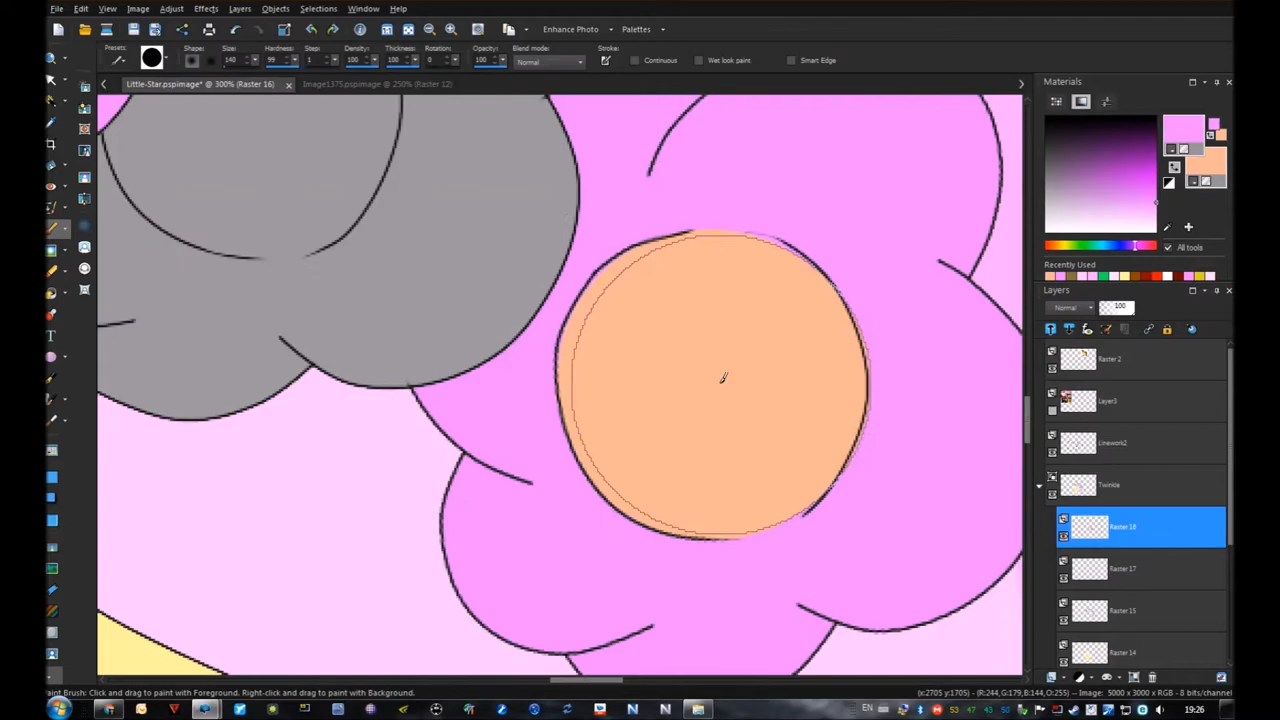 File Edit View Image Adjust Effects Layers Objects Selections Window Help
Enhance Photo Palettes
Presets: Shape: Size: Hardness: Step: Density: Thickness: Rotation: Opacity: Blend mode: Stroke:
140 99 1 100 100 0 100 Normal Continuous Wet look paint Smart Edge
Little-Star.pspimage* @ 300% (Raster 16) Image1375.pspimage @ 250% (Raster 12)
Materials
All tools
Recently Used
Layers
Normal 100
Raster 2
Layer3
Linework2
Twinkle
Raster 18
Raster 17
Raster 15
Raster 14
Paint Brush: Click and drag to paint with Foreground. Right-click and drag to paint with Background.
(x:2705 y:1705) - (R:244,G:179,B:144,O:255) -- Image: 5000 x 3000 x RGB - 8 bits/channel
EN 53 47 43 50 19:26